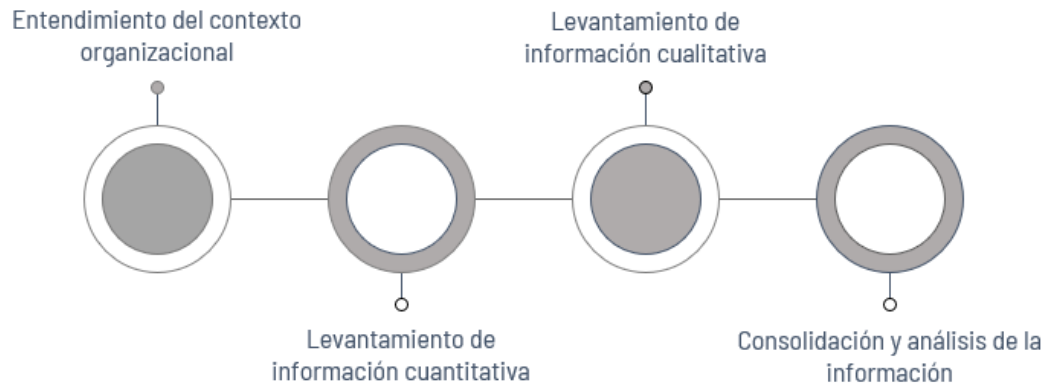 Entendimiento del contexto
organizacional
Levantamiento de
información cuantitativa
Levantamiento de
información cualitativa
Consolidación y análisis de la
información